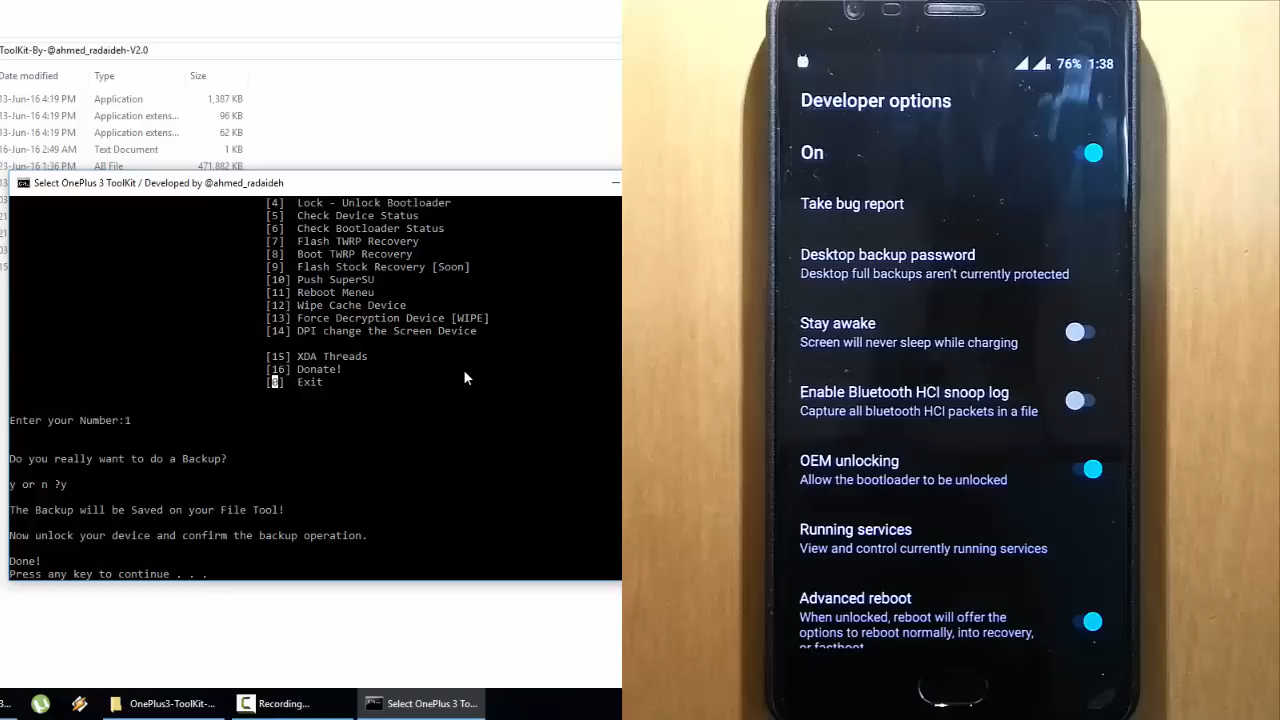 ToolKit-By-@ahmed_radaideh-V2.0
Date modified Type Size
13-Jun-16 4:19 PM Application 1,387 KB
13-Jun-16 4:19 PM Application extens... 96 KB
13-Jun-16 4:19 PM Application extens... 62 KB
-16 2:49 AM Text Document 1 KB
23-Jun-16 1:36 PM AB File 471,882 KB
Select OnePlus 3 ToolKit / Developed by @ahmed_radaideh
[4] Lock - Unlock Bootloader
[5] Check Device Status
[6] Check Bootloader Status
[7] Flash TWRP Recovery
[8] Boot TWRP Recovery
[9] Flash Stock Recovery [Soon]
[10] Push SuperSU
[11] Reboot Meneu
[12] Wipe Cache Device
[13] Force Decryption Device [WIPE]
[14] DPI change the Screen Device
[15] XDA Threads
[16] Donate!
[0] Exit
Enter your Number:1
Do you really want to do a Backup?
y or n ?y
The Backup will be Saved on your File Tool!
Now unlock your device and confirm the backup operation.
Done!
Press any key to continue . . .
3... OnePlus3-ToolKit-... Recording... Select OnePlus 3 To...
76% 1:38
Developer options
On
Take bug report
Desktop backup password
Desktop full backups aren't currently protected
Stay awake
Screen will never sleep while charging
Enable Bluetooth HCI snoop log
Capture all bluetooth HCI packets in a file
OEM unlocking
Allow the bootloader to be unlocked
Running services
View and control currently running services
Advanced reboot
When unlocked, reboot will offer the
options to reboot normally, into recovery,
or fastboot